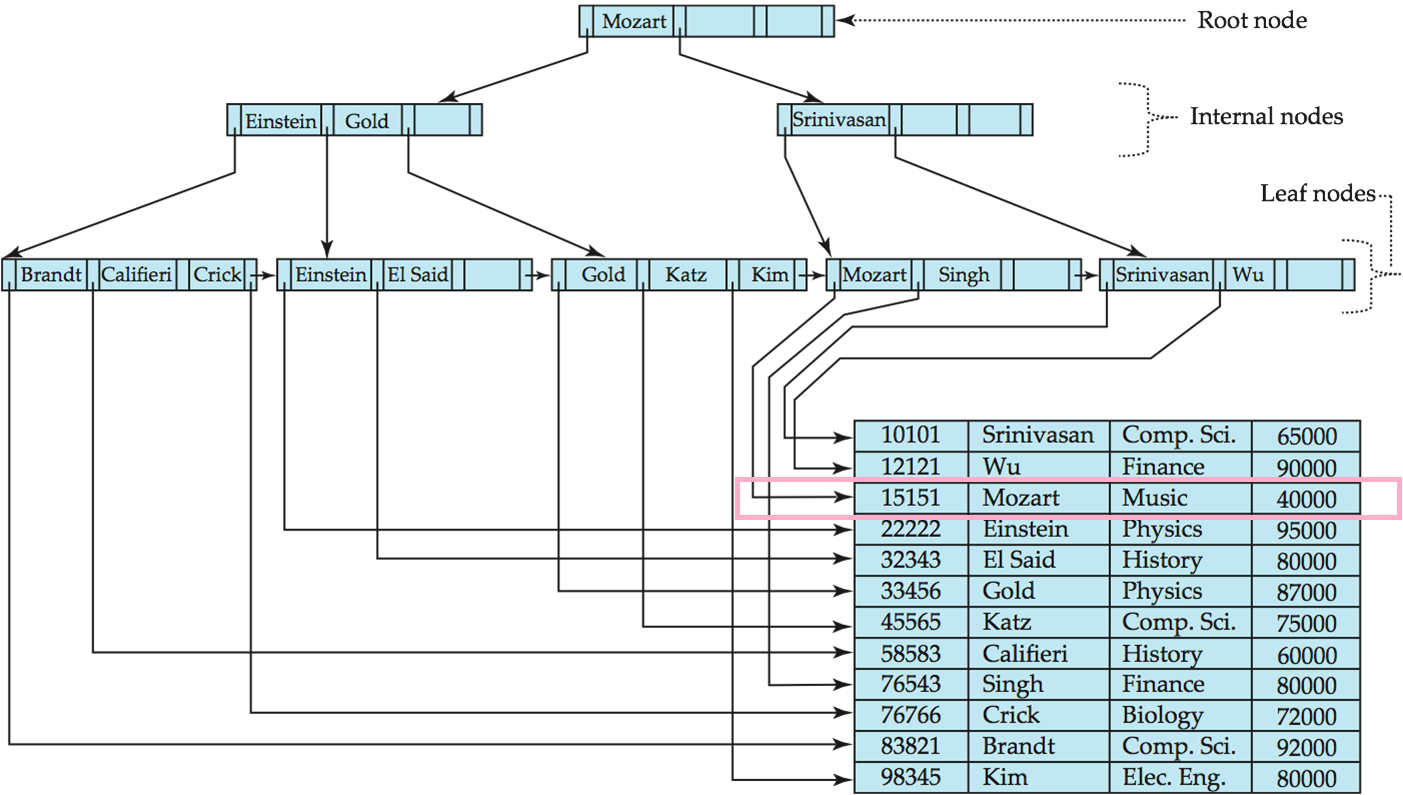 Mozart
Root node
Einstein Gold
Srinivasan
Internal nodes
Leaf nodes
Brandt Califieri Crick
Einstein El Said
Gold Katz Kim
Mozart Singh
Srinivasan Wu
10101 Srinivasan Comp. Sci. 65000
12121 Wu Finance 90000
15151 Mozart Music 40000
22222 Einstein Physics 95000
32343 El Said History 80000
33456 Gold Physics 87000
45565 Katz Comp. Sci. 75000
58583 Califieri History 60000
76543 Singh Finance 80000
76766 Crick Biology 72000
83821 Brandt Comp. Sci. 92000
98345 Kim Elec. Eng. 80000